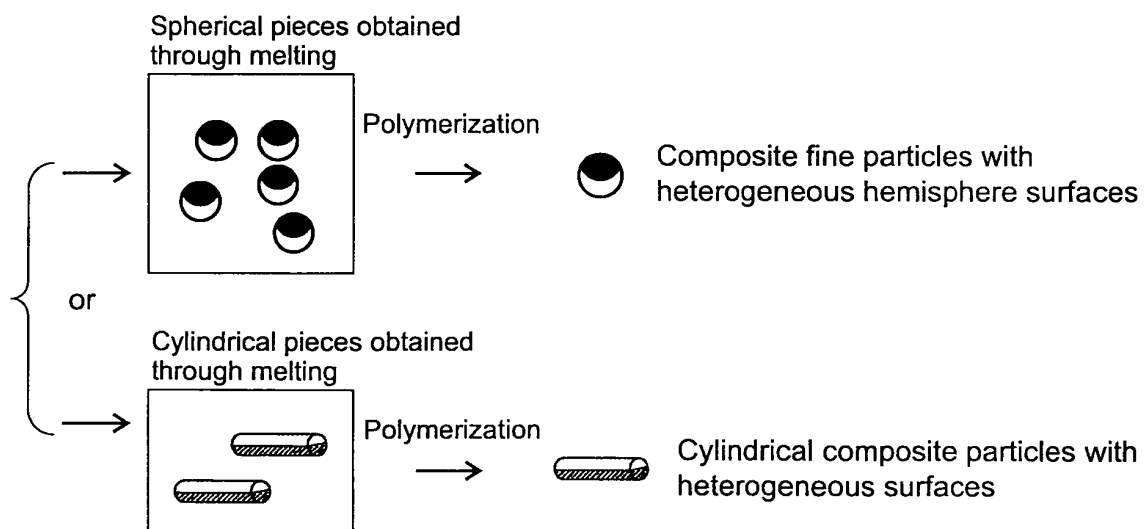 Spherical pieces obtained
through melting
Polymerization
Composite fine particles with
heterogeneous hemisphere surfaces
or
Cylindrical pieces obtained
through melting
Polymerization
Cylindrical composite particles with
heterogeneous surfaces